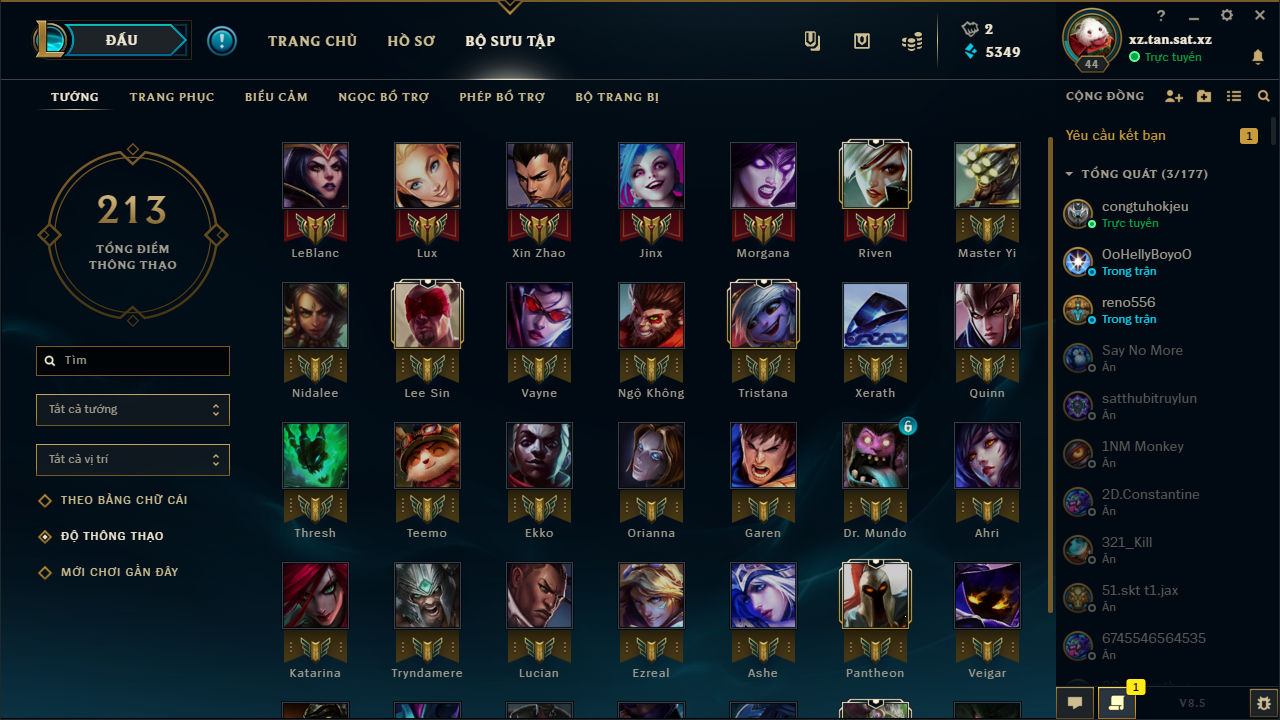 ĐẤU
TRANG CHỦ
HỒ SƠ
BỘ SƯU TẬP
2
5349
?
44
xz.tan.sat.xz
Trực tuyến
TƯỚNG
TRANG PHỤC
BIỂU CẢM
NGỌC BỔ TRỢ
PHÉP BỔ TRỢ
BỘ TRANG BỊ
CỘNG ĐỒNG
213
TỔNG ĐIỂM
THÔNG THẠO
Tìm
Tất cả tướng
Tất cả vị trí
THEO BẢNG CHỮ CÁI
ĐỘ THÔNG THẠO
MỚI CHƠI GẦN ĐÂY
LeBlanc
Lux
Xin Zhao
Jinx
Morgana
Riven
Master Yi
Nidalee
Lee Sin
Vayne
Ngộ Không
Tristana
Xerath
Quinn
6
Thresh
Teemo
Ekko
Orianna
Garen
Dr. Mundo
Ahri
Katarina
Tryndamere
Lucian
Ezreal
Ashe
Pantheon
Veigar
Yêu cầu kết bạn
1
TỔNG QUÁT (3/177)
congtuhokjeu
Trực tuyến
OoHellyBoyoO
Trong trận
reno556
Trong trận
Say No More
Ẩn
satthubitruylun
Ẩn
1NM Monkey
Ẩn
2D.Constantine
Ẩn
321_Kill
Ẩn
51.skt t1.jax
Ẩn
6745546564535
Ẩn
1
V8.5